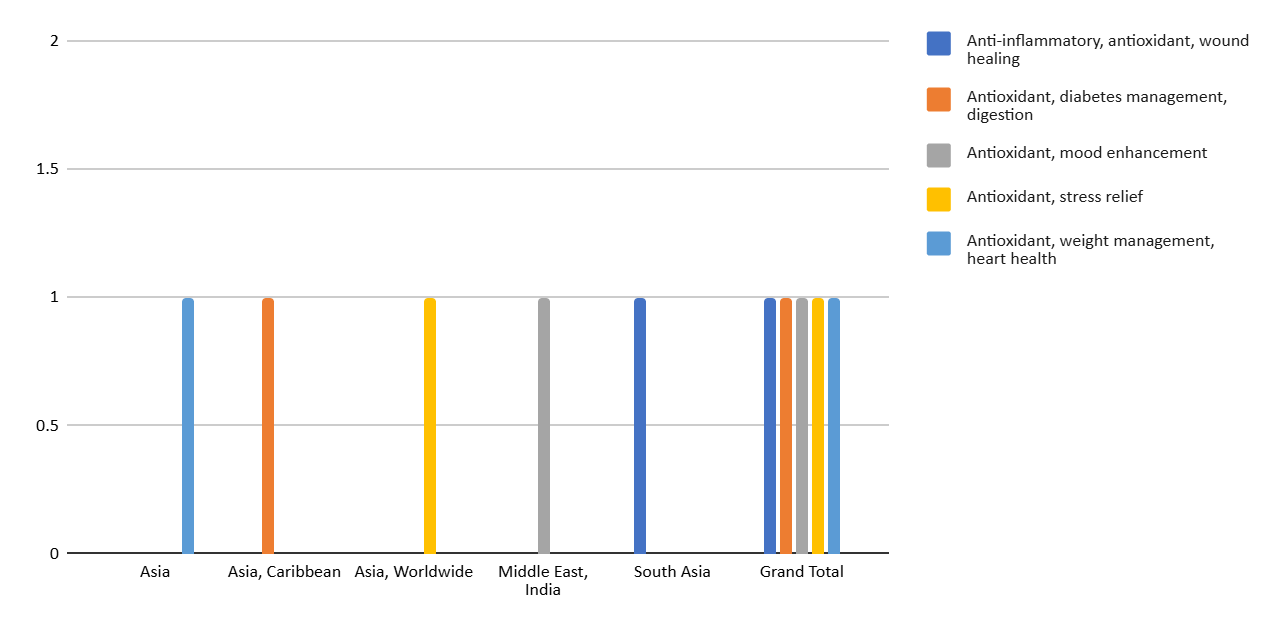 2
1.5
1
0.5
0
Asia
Asia, Caribbean
Asia, Worldwide
Middle East,
India
South Asia
Grand Total
Anti-inflammatory, antioxidant, wound
healing
Antioxidant, diabetes management,
digestion
Antioxidant, mood enhancement
Antioxidant, stress relief
Antioxidant, weight management,
heart health